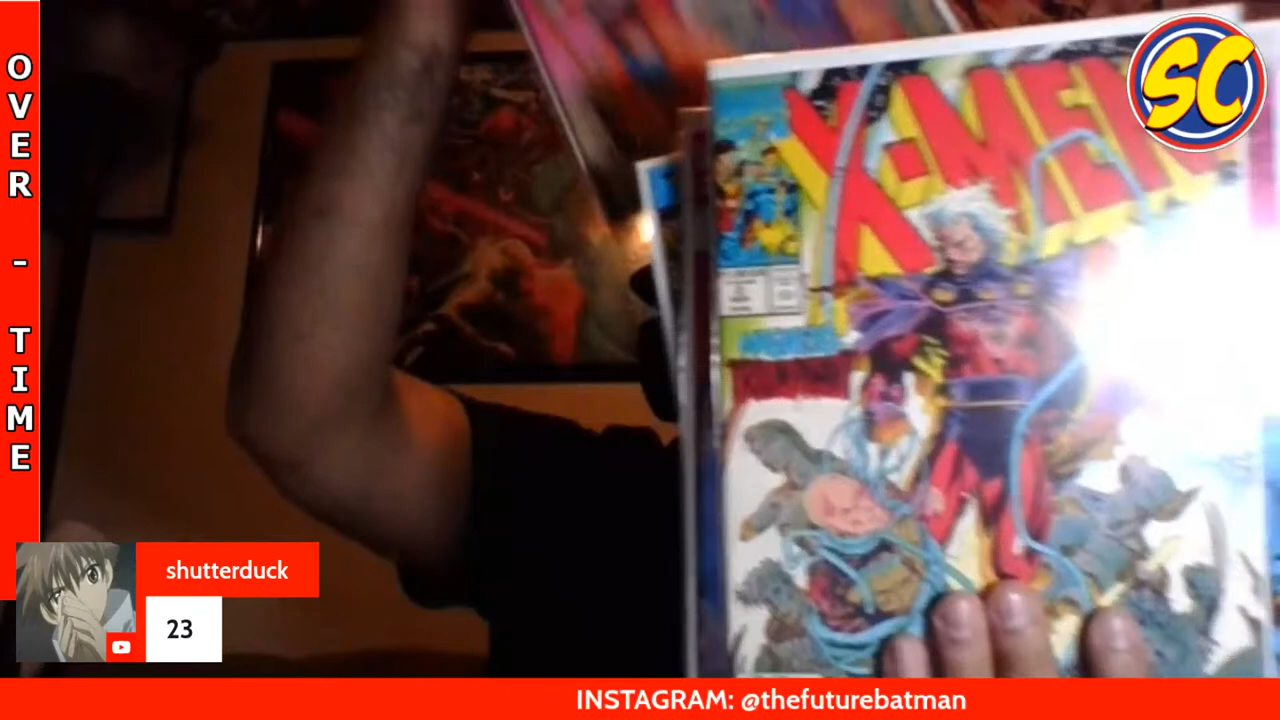 OVER - TIME
X-MEN
SC
shutterduck
23
INSTAGRAM: @thefuturebatman